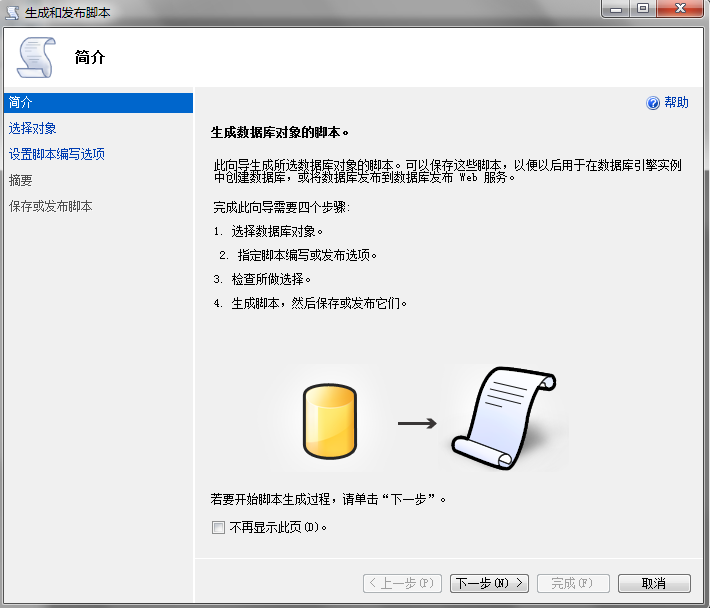 生成和发布脚本
简介
简介
选择对象
设置脚本编写选项
摘要
保存或发布脚本
帮助
生成数据库对象的脚本。
此向导生成所选数据库对象的脚本。可以保存这些脚本，以便以后用于在数据库引擎实例
中创建数据库，或将数据库发布到数据库发布 Web 服务。
完成此向导需要四个步骤:
1. 选择数据库对象。
2. 指定脚本编写或发布选项。
3. 检查所做选择。
4. 生成脚本，然后保存或发布它们。
若要开始脚本生成过程，请单击“下一步”。
不再显示此页(D)。
< 上一步(P)
下一步(N) >
完成(F)
取消